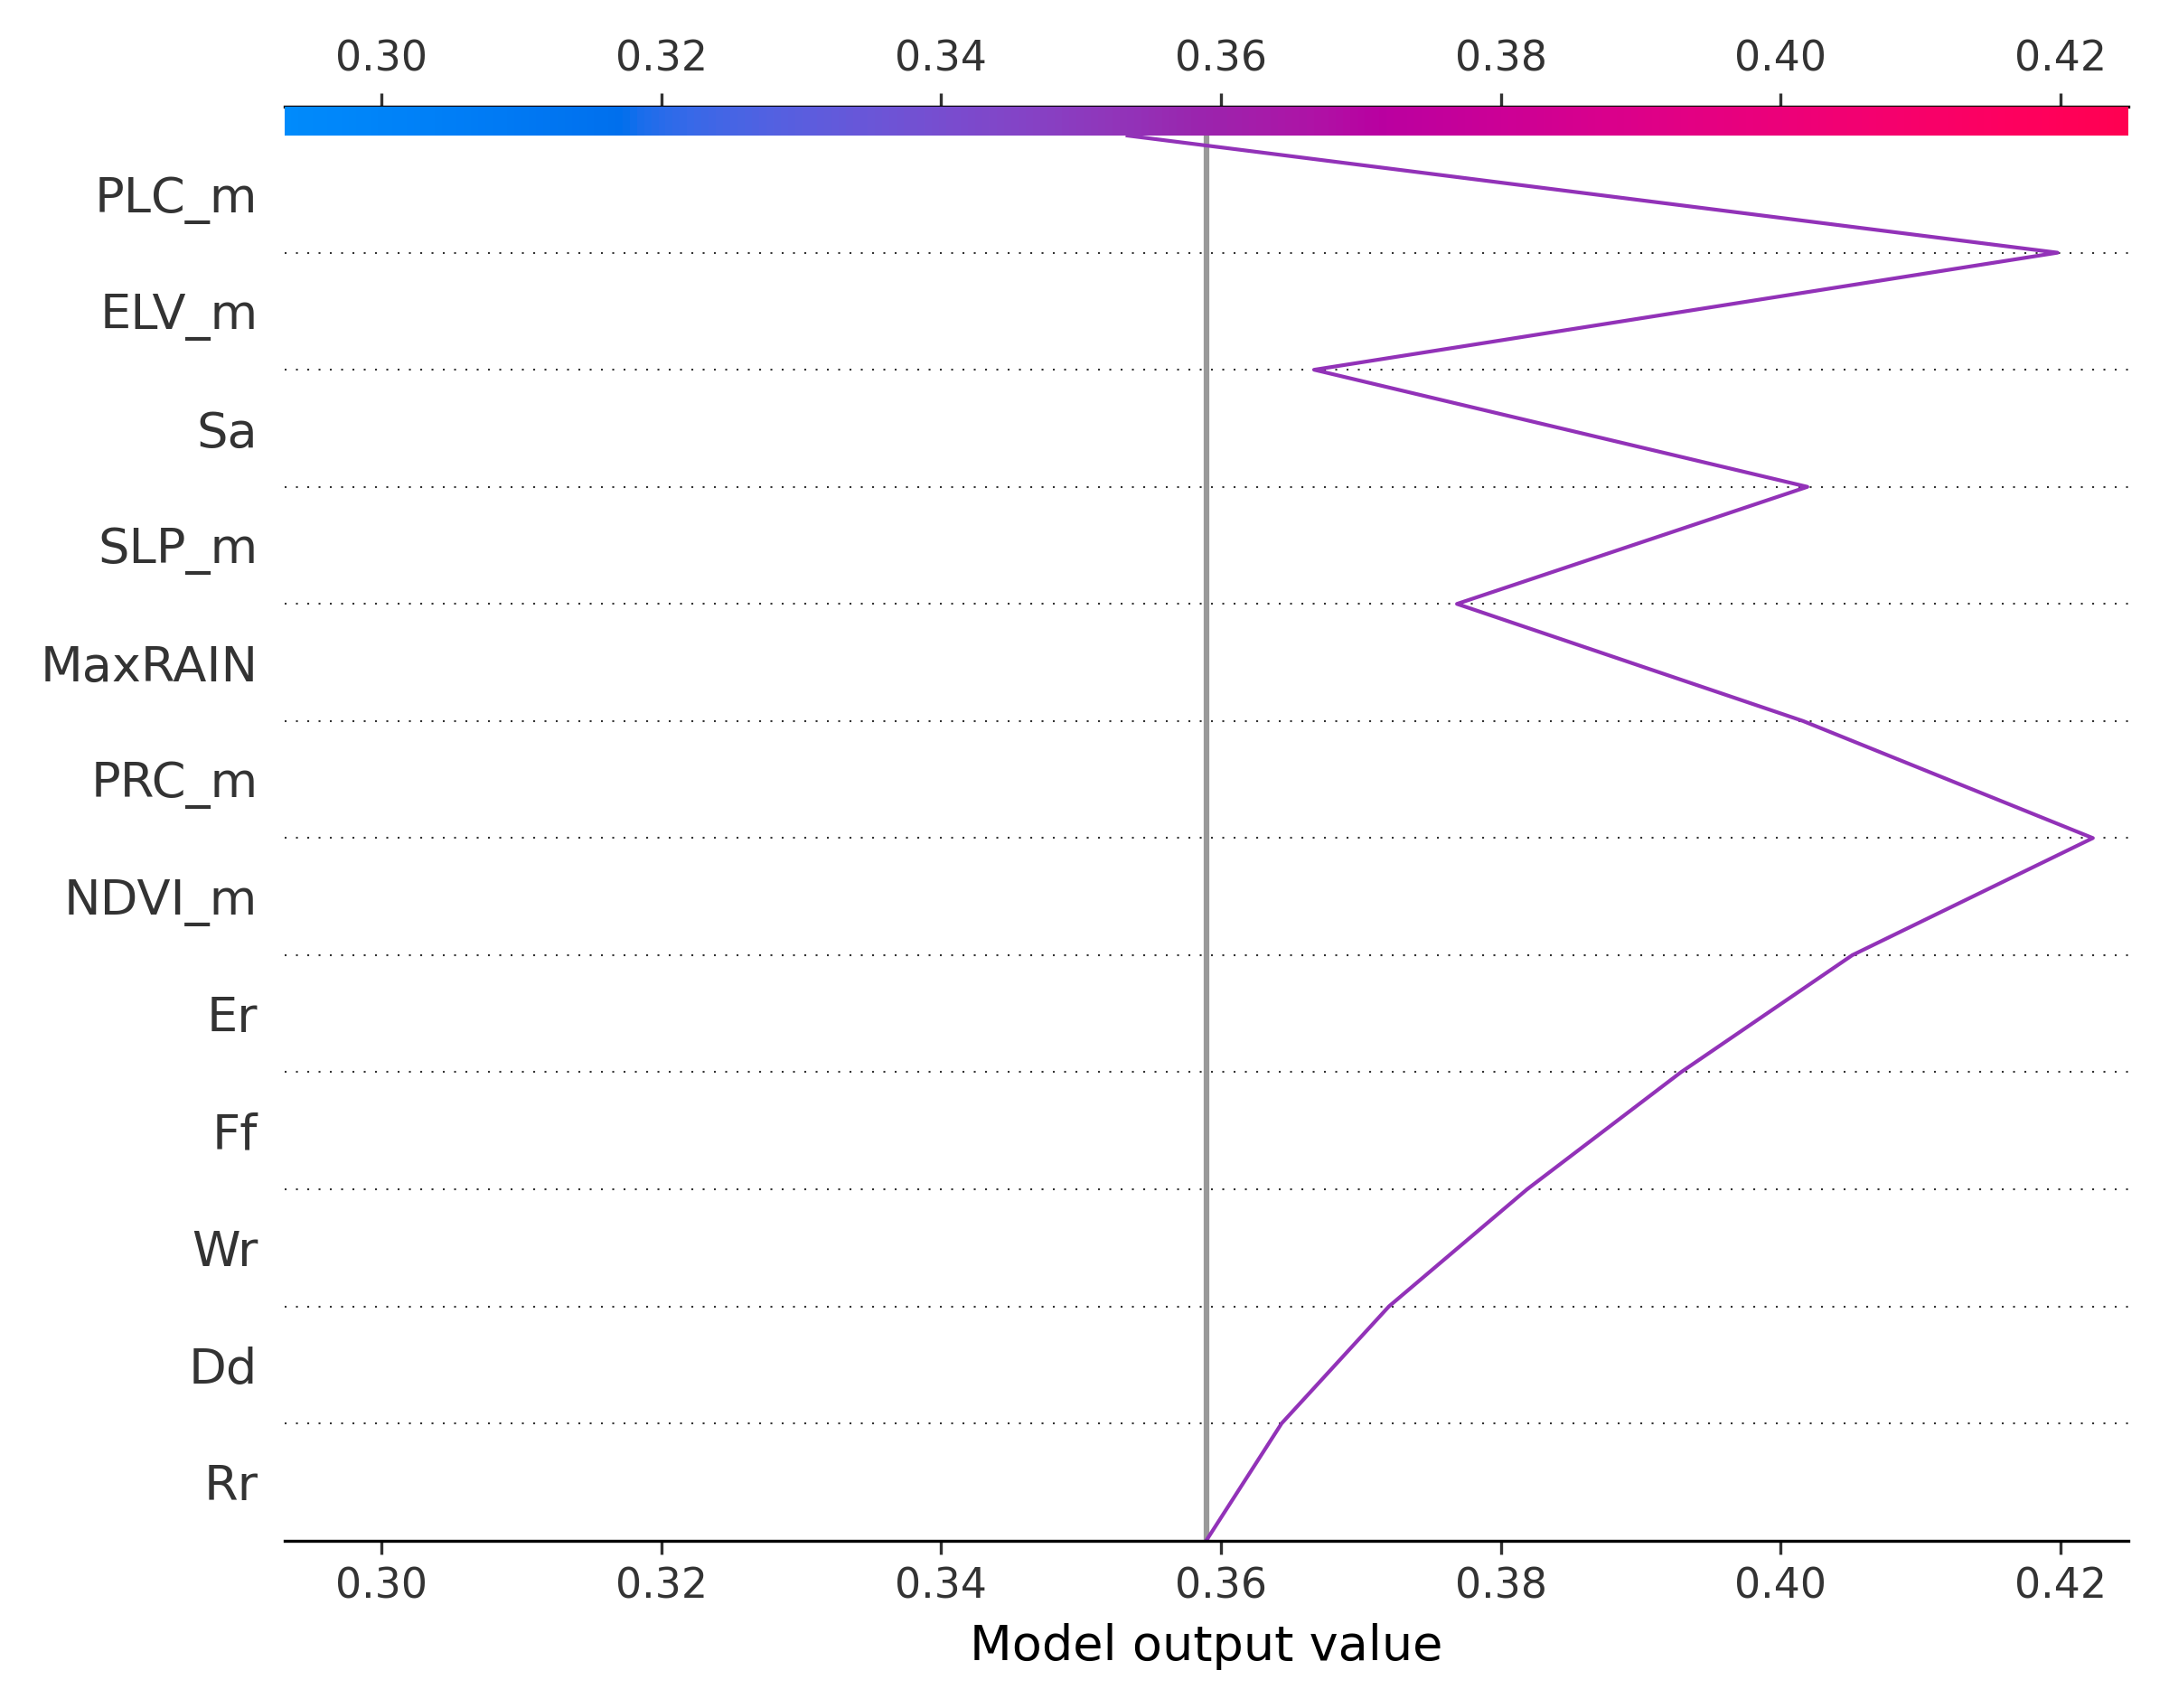 0.30 0.32 0.34 0.36 0.38 0.40 0.42
PLC_m
ELV_m
Sa
SLP_m
MaxRAIN
PRC_m
NDVI_m
Er
Ff
Wr
Dd
Rr
0.30 0.32 0.34 0.36 0.38 0.40 0.42
Model output value